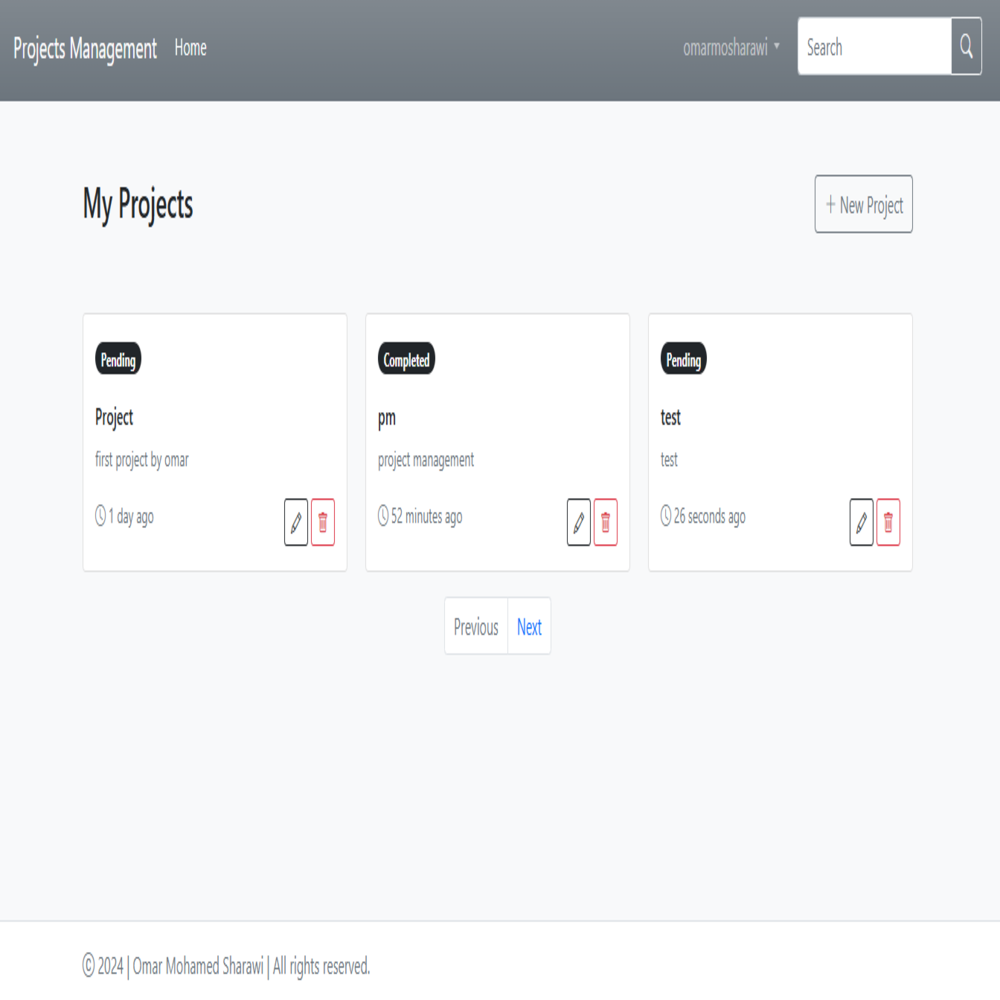 Projects Management Home omarmosharawi Search
My Projects + New Project
Pending
Project
first project by omar
1 day ago
Completed
pm
project management
52 minutes ago
Pending
test
test
26 seconds ago
Previous Next
© 2024 | Omar Mohamed Sharawi | All rights reserved.